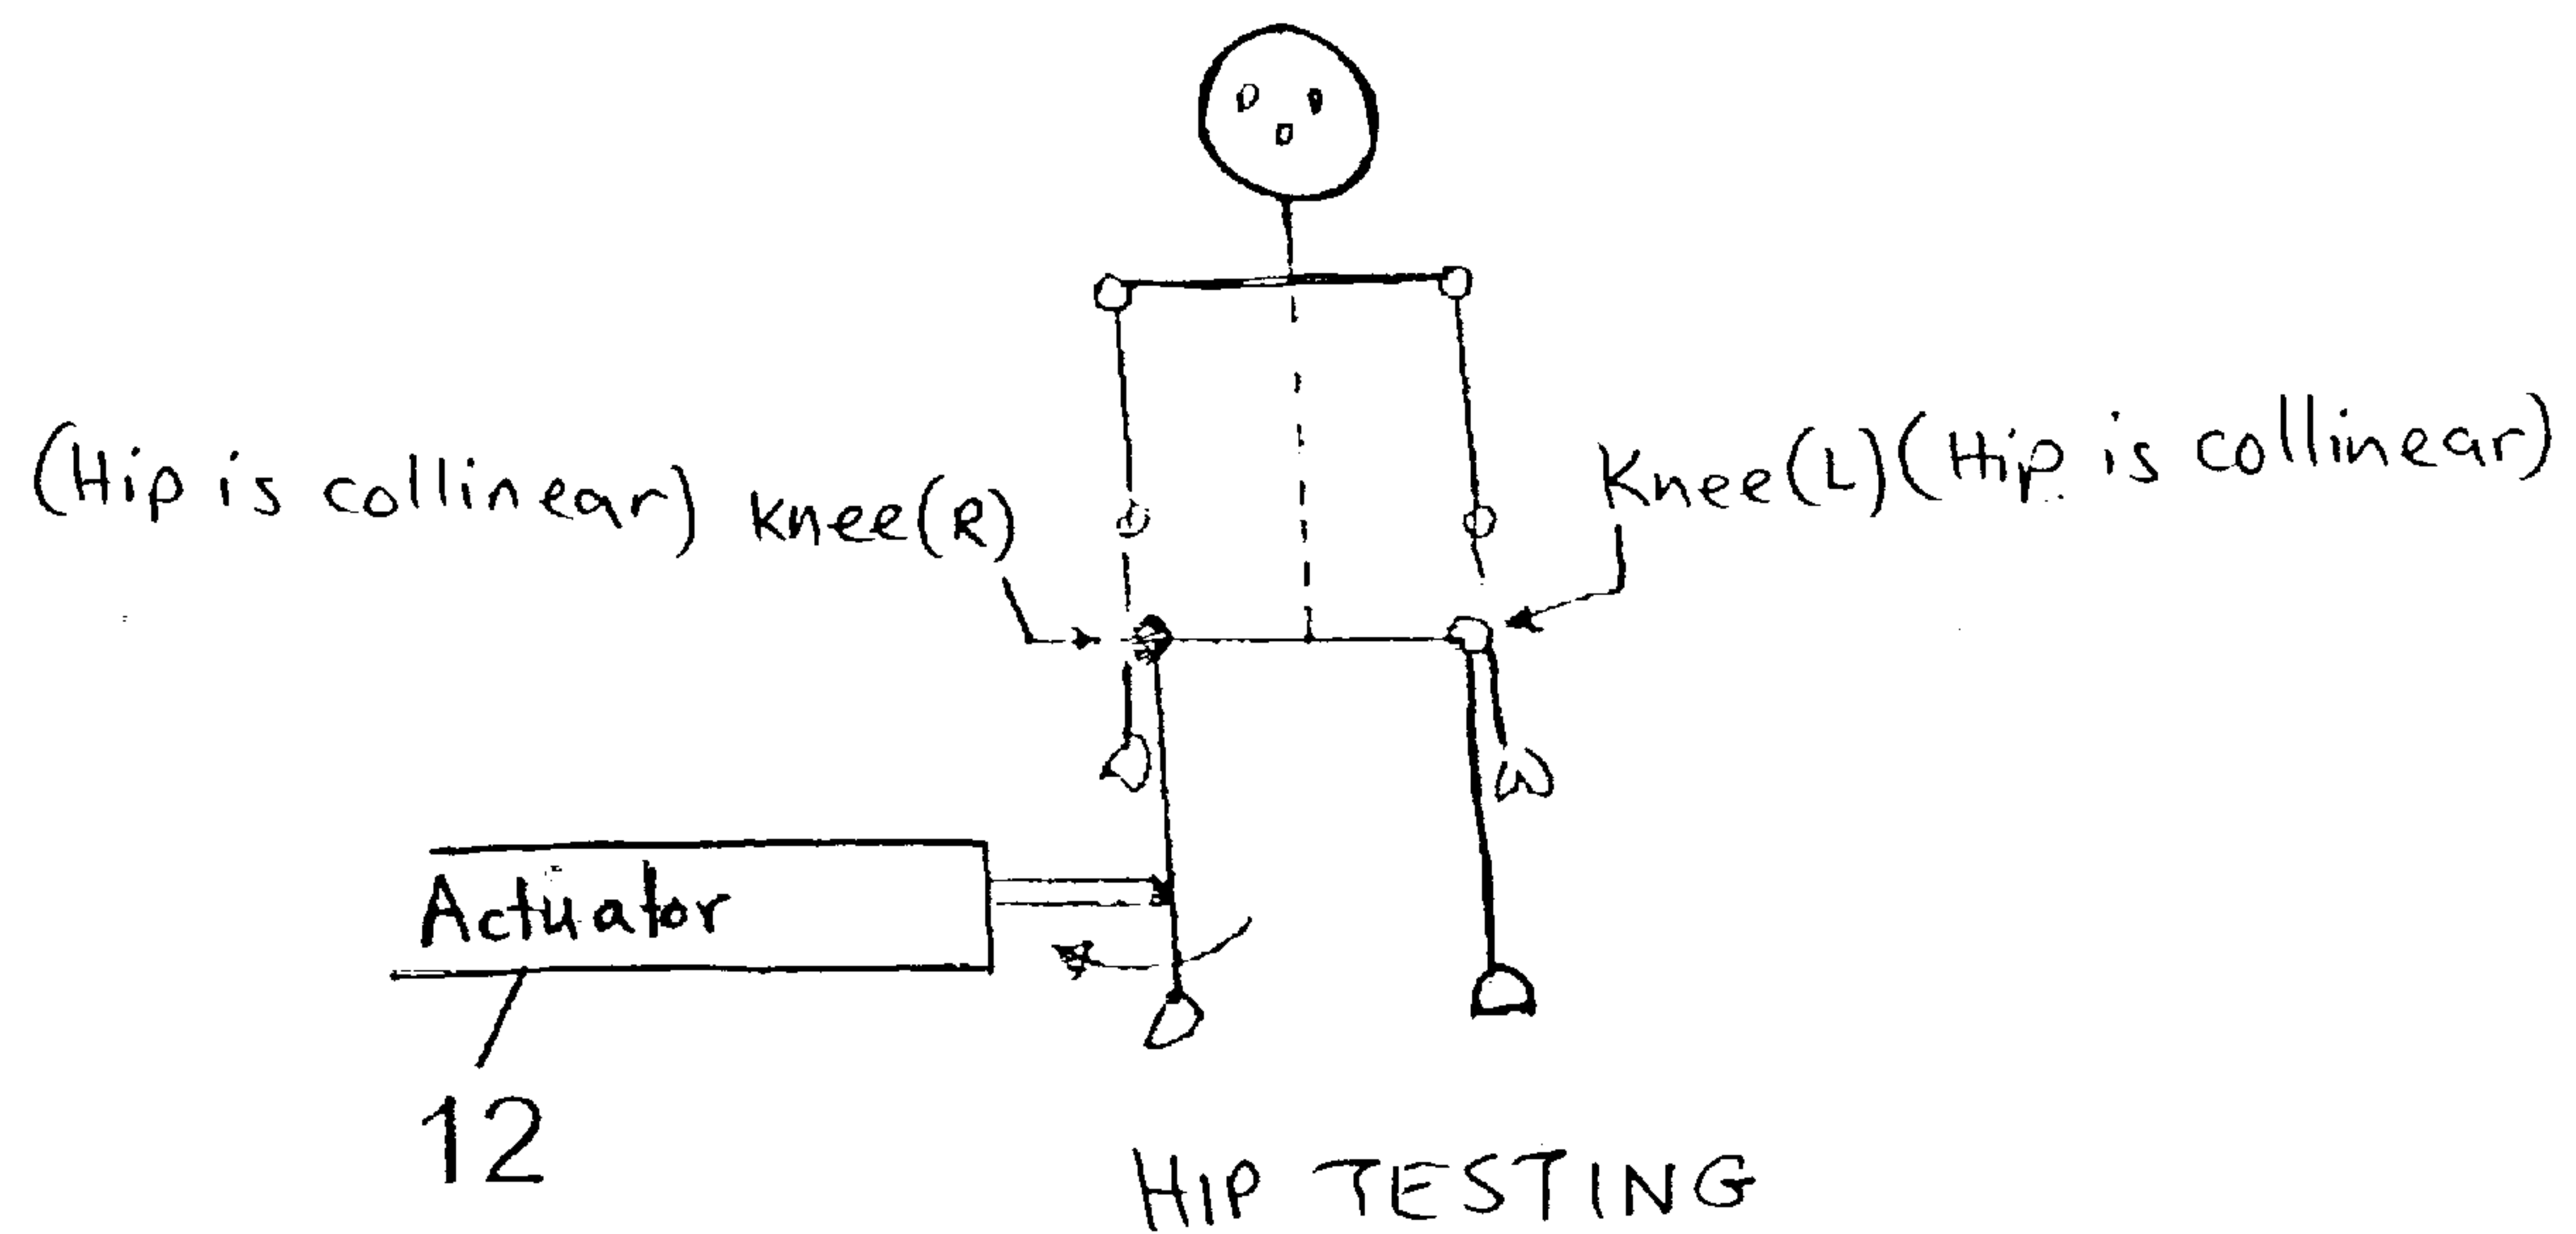 (Hip is collinear) Knee(R)
Knee(L)(Hip is collinear)
Actuator
12
HIP TESTING